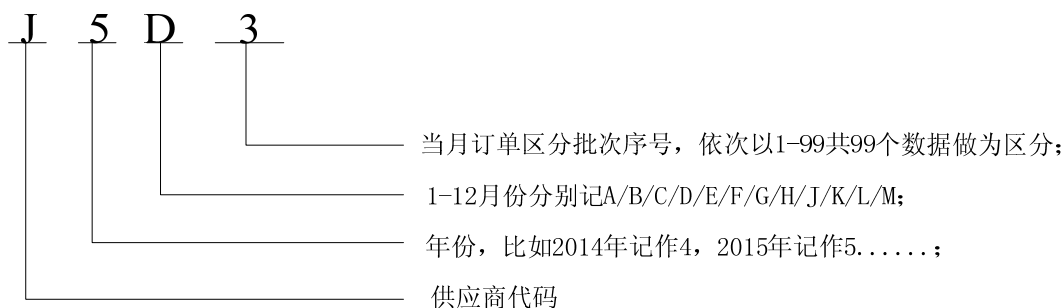 J 5 D 3
当月订单区分批次序号，依次以1-99共99个数据做为区分；
1-12月份分别记A/B/C/D/E/F/G/H/J/K/L/M；
年份，比如2014年记作4，2015年记作5......；
供应商代码